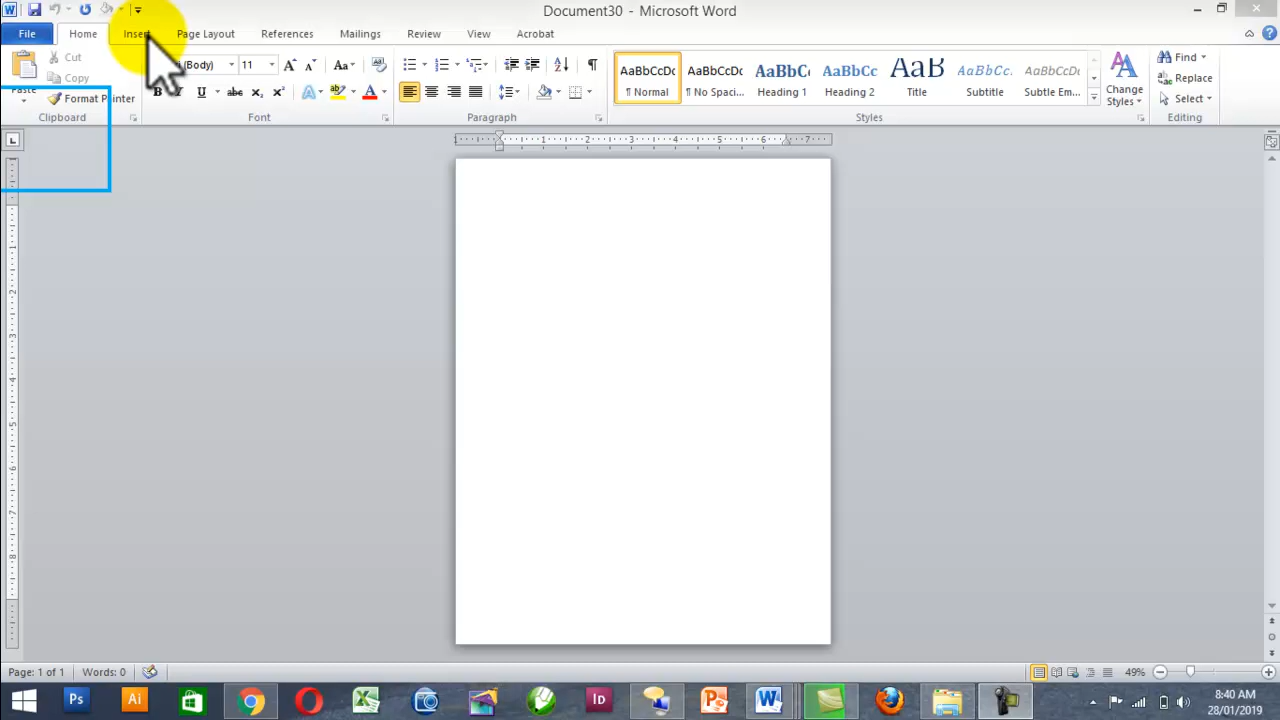 Document30 - Microsoft Word
File Home Insert Page Layout References Mailings Review View Acrobat
Cut
Copy
Paste
Format Painter
Clipboard
(Body) 11
Font
Paragraph
AaBbCcDc AaBbCcDc AaBbC AaBbCc AaB AaBbCc. AaBbCcDc
¶ Normal ¶ No Spaci... Heading 1 Heading 2 Title Subtitle Subtle Em...
Change
Styles
Styles
Find
Replace
Select
Editing
Page: 1 of 1 Words: 0
49%
8:40 AM
28/01/2019